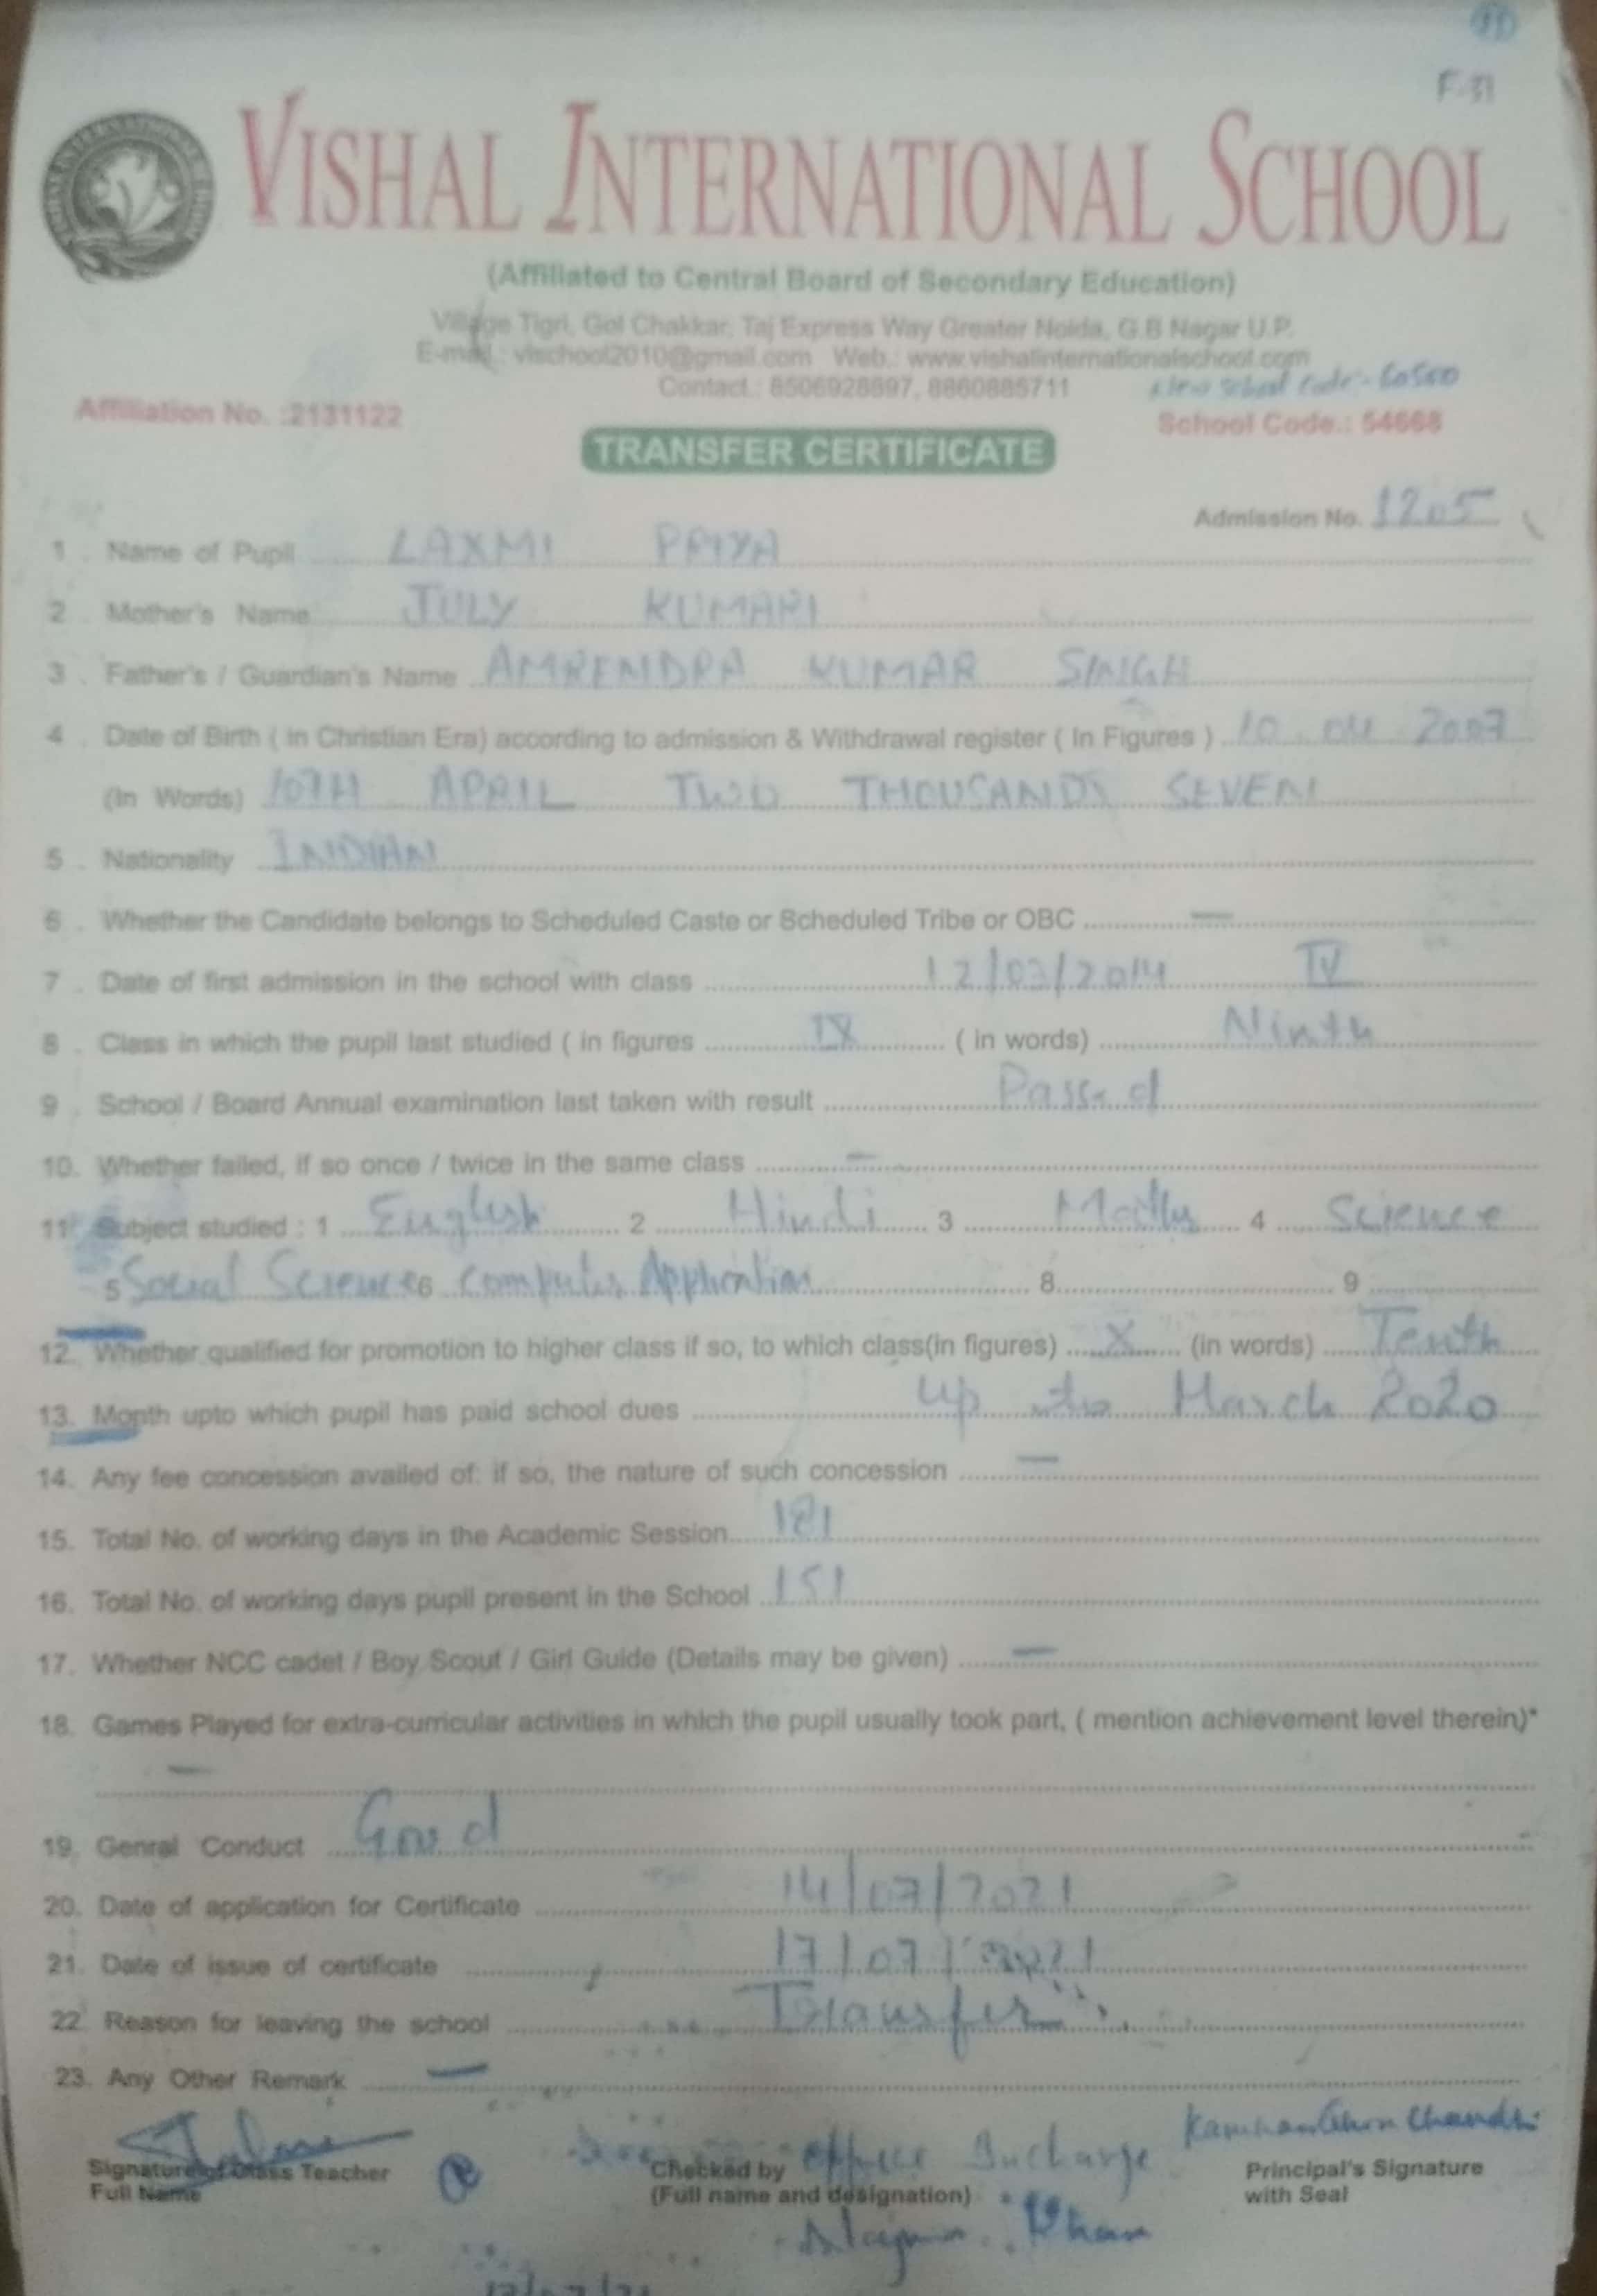 F-31
VISHAL INTERNATIONAL SCHOOL
(Affiliated to Central Board of Secondary Education)
Village Tigri, Gol Chakkar, Taj Express Way Greater Noida, G.B Nagar U.P.
E-mail.: vischool2010@gmail.com Web.: www.vishalinternationalschool.com
Contact.: 8506928697, 8860885711
New School Code - 60500
Affiliation No. :2131122 School Code.: 54668
TRANSFER CERTIFICATE
Admission No. 1205
1 . Name of Pupil LAXMI PRIYA
2 . Mother's Name JULY KUMARI
3 . Father's / Guardian's Name AMRENDRA KUMAR SINGH
4 . Date of Birth ( in Christian Era) according to admission & Withdrawal register ( In Figures ) 10.04 2007
(In Words) 10TH APRIL TWO THOUSANDS SEVEN
5 . Nationality INDIAN
6 . Whether the Candidate belongs to Scheduled Caste or Scheduled Tribe or OBC —
7 . Date of first admission in the school with class 12/03/2014 IV
8 . Class in which the pupil last studied ( in figures IX ( in words) Ninth
9 . School / Board Annual examination last taken with result Passed
10. Whether failed, if so once / twice in the same class —
11 Subject studied : 1 English 2 Hindi 3 Maths 4 Science
5 Social Science 6 Computer Application 8 9
12. Whether qualified for promotion to higher class if so, to which class(in figures) X (in words) Tenth
13. Month upto which pupil has paid school dues up to March 2020
14. Any fee concession availed of: if so, the nature of such concession —
15. Total No. of working days in the Academic Session 181
16. Total No. of working days pupil present in the School 151
17. Whether NCC cadet / Boy Scout / Girl Guide (Details may be given) —
18. Games Played for extra-curricular activities in which the pupil usually took part, ( mention achievement level therein)*
—
19. Genral Conduct Good
20. Date of application for Certificate 14/07/2021
21. Date of issue of certificate 17/07/2021
22. Reason for leaving the school Transfer
23. Any Other Remark —
Office Incharge
Signature of Class Teacher Checked by Principal's Signature
Full Name (Full name and designation) with Seal
Khan